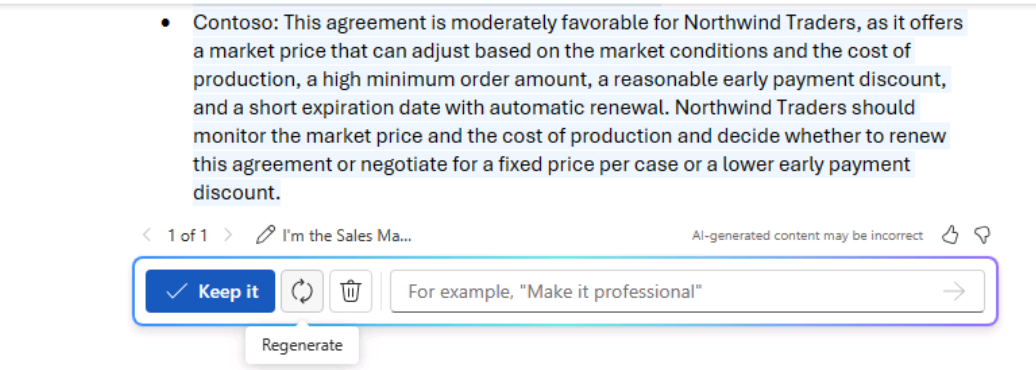 Contoso: This agreement is moderately favorable for Northwind Traders, as it offers
a market price that can adjust based on the market conditions and the cost of
production, a high minimum order amount, a reasonable early payment discount,
and a short expiration date with automatic renewal. Northwind Traders should
monitor the market price and the cost of production and decide whether to renew
this agreement or negotiate for a fixed price per case or a lower early payment
discount.
1 of 1 I'm the Sales Ma... AI-generated content may be incorrect
Keep it For example, "Make it professional"
Regenerate